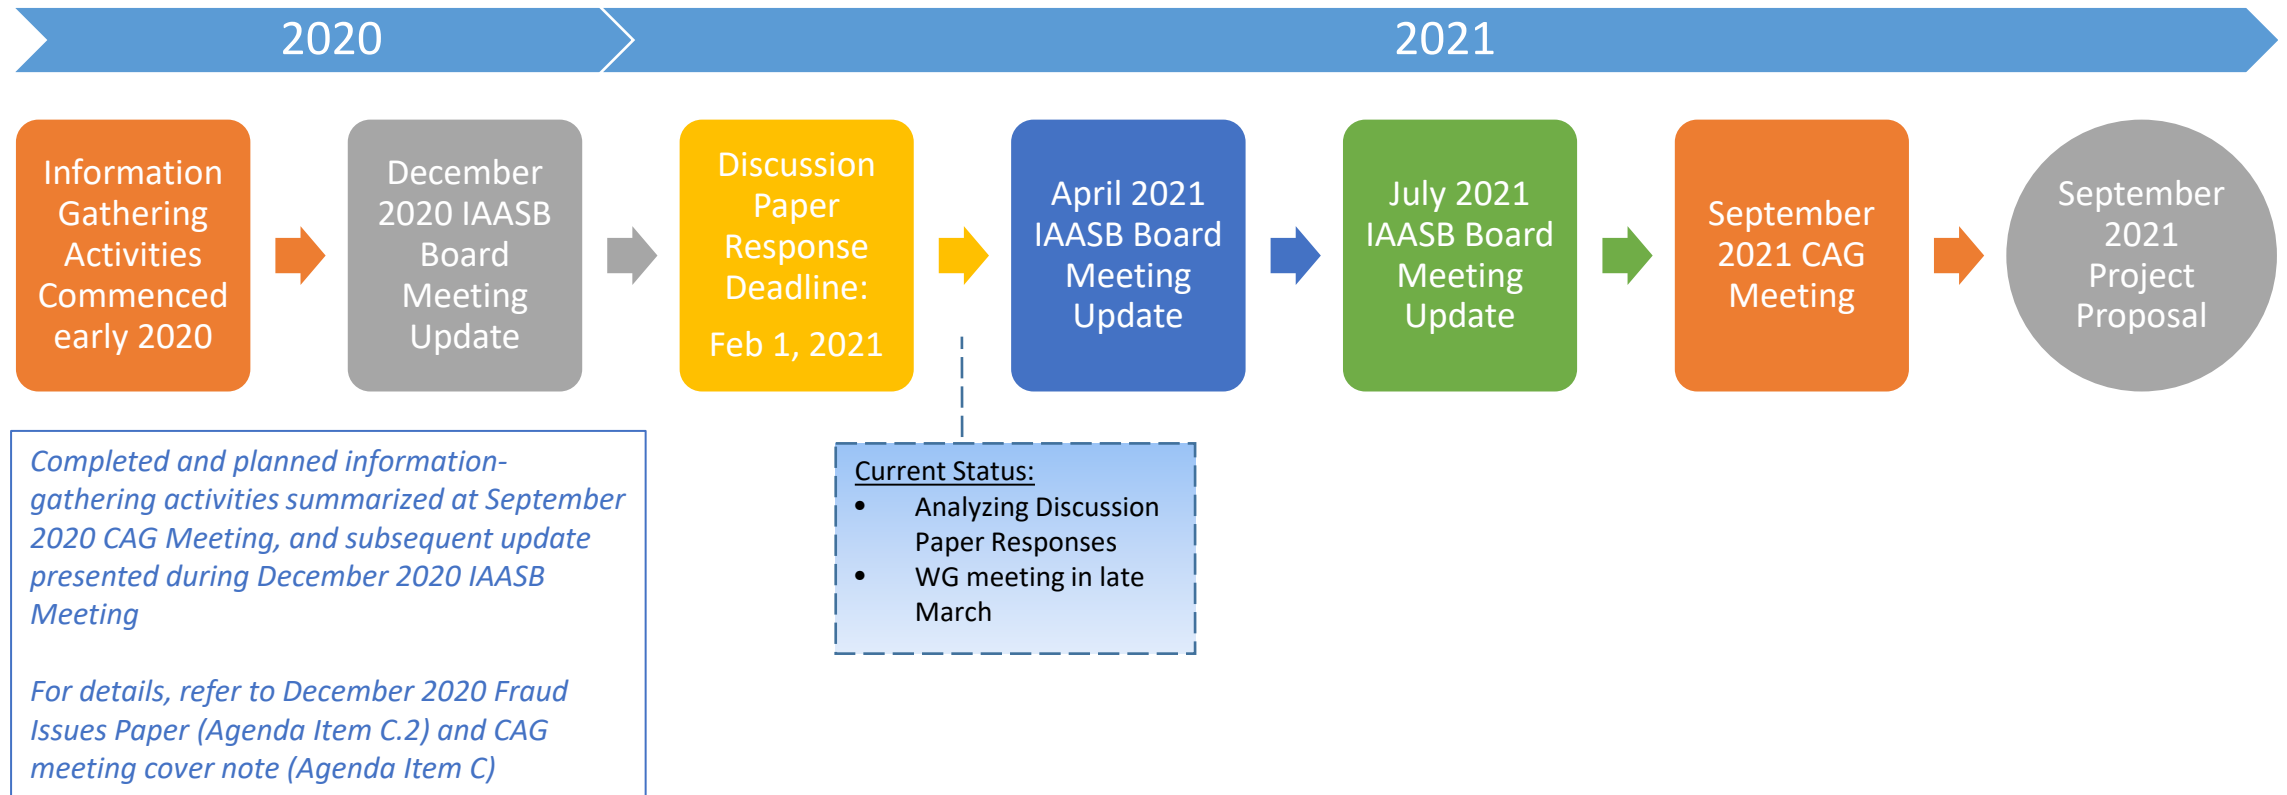 2020
2021
Information
Gathering
Activities
Commenced
early 2020
December
2020 IAASB
Board
Meeting
Update
Discussion
Paper
Response
Deadline:
Feb 1, 2021
April 2021
IAASB Board
Meeting
Update
July 2021
IAASB Board
Meeting
Update
September
2021 CAG
Meeting
September
2021
Project
Proposal
Completed and planned information-
gathering activities summarized at September
2020 CAG Meeting, and subsequent update
presented during December 2020 IAASB
Meeting
For details, refer to December 2020 Fraud
Issues Paper (Agenda Item C.2) and CAG
meeting cover note (Agenda Item C)
Current Status:
• Analyzing Discussion
Paper Responses
• WG meeting in late
March